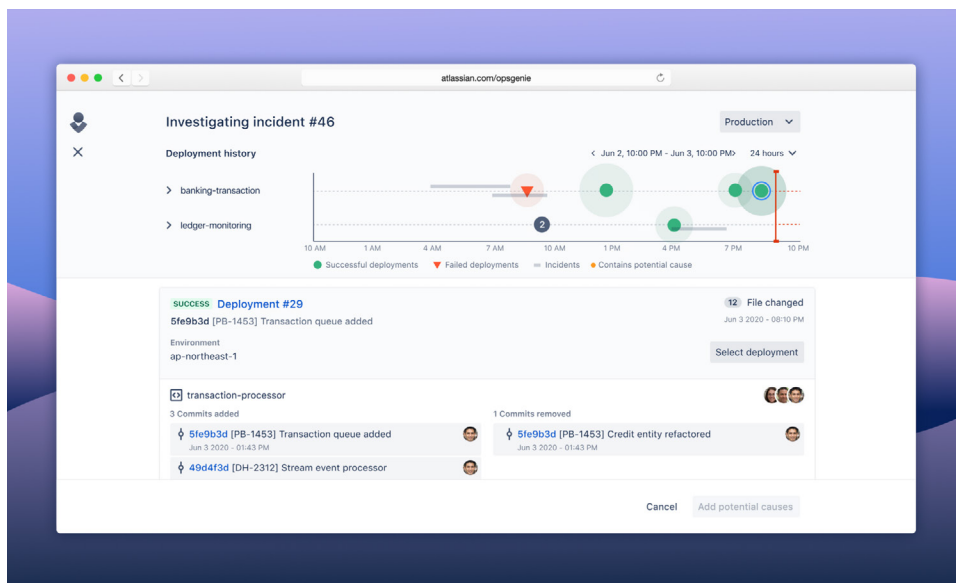 atlassian.com/opsgenie
Investigating incident #46
Production
Deployment history
< Jun 2, 10:00 PM - Jun 3, 10:00 PM> 24 hours
banking-transaction
ledger-monitoring
2
10 AM 1 AM 4 AM 7 AM 10 AM 1 PM 4 PM 7 PM 10 PM
Successful deployments Failed deployments Incidents Contains potential cause
SUCCESS Deployment #29
12 File changed
5fe9b3d [PB-1453] Transaction queue added
Jun 3 2020 - 08:10 PM
Environment
ap-northeast-1
Select deployment
transaction-processor
3 Commits added
1 Commits removed
5fe9b3d [PB-1453] Transaction queue added
Jun 3 2020 - 01:43 PM
5fe9b3d [PB-1453] Credit entity refactored
Jun 3 2020 - 01:43 PM
49d4f3d [DH-2312] Stream event processor
Cancel
Add potential causes